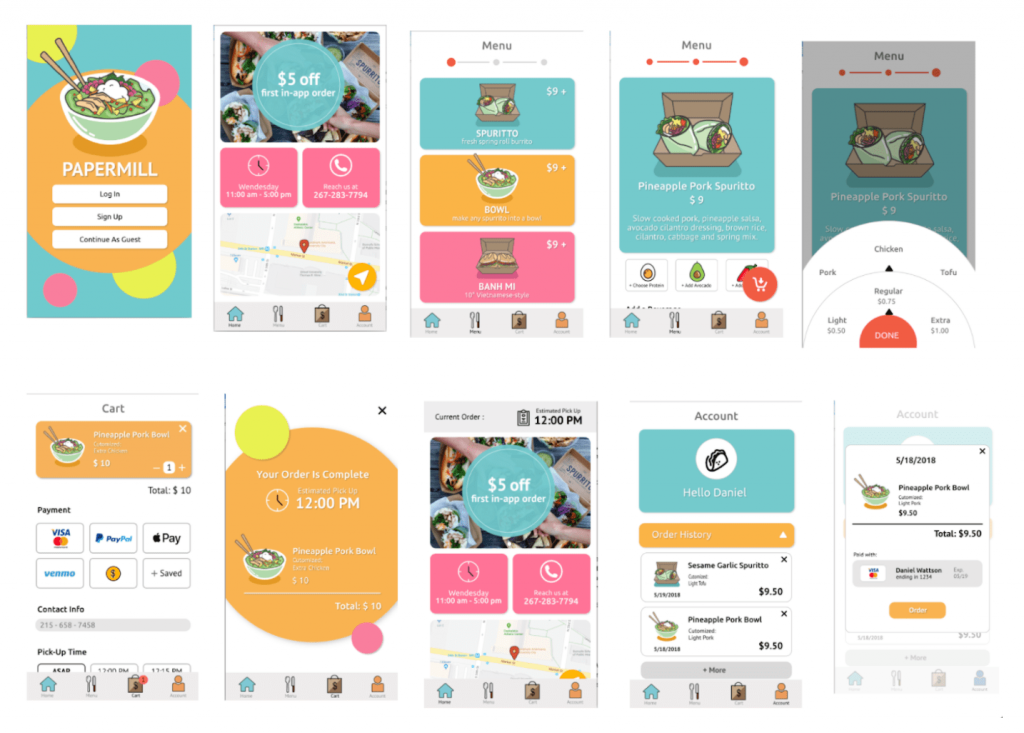 PAPERMILL
Log In
Sign Up
Continue As Guest
$5 off
first in-app order
SPURITTO
Wendesday
11:00 am - 5:00 pm
Reach us at
267-283-7794
Home
Menu
Cart
Account
Menu
$9 +
SPURITTO
fresh spring roll burrito
$9 +
BOWL
Make any spurrito into a bowl
$9 +
BANH MI
10" Vietnamese-style
Home
Menu
Cart
Account
Menu
Pineapple Pork Spuritto
$ 9
Slow cooked pork, pineapple salsa,
avocado cilantro dressing, brown rice,
cilantro, cabbage and spring mix.
+ Choose Protein
+ Add Avocado
Home
Menu
Cart
Account
Menu
Pineapple Pork Spuritto
$ 9
Chicken
Pork
Tofu
Regular
$0.75
Light
$0.50
Extra
$1.00
DONE
Cart
Pineapple Pork Bowl
Customized:
$ 10
1
Total: $ 10
Payment
VISA
PayPal
Pay
venmo
+ Saved
Contact Info
215 - 658 - 7458
Pick-Up Time
ASAP
12:00 PM
12:15 PM
Home
Menu
Cart
1
Account
Your Order Is Complete
Estimated Pick Up
12:00 PM
Pineapple Pork Bowl
Customized:
$ 10
Total: $ 10
Home
Menu
Cart
Account
Current Order :
Estimated Pick Up
12:00 PM
$5 off
first in-app order
Wendesday
11:00 am - 5:00 pm
Reach us at
267-283-7794
Home
Menu
Cart
Account
Account
Hello Daniel
Order History
Sesame Garlic Spuritto
Cutomized:
Light Tofu
5/19/2018
$9.50
Pineapple Pork Bowl
Cutomized:
Light Pork
5/18/2018
$9.50
+ More
Home
Menu
Cart
Account
Account
5/18/2018
Pineapple Pork Bowl
Cutomized:
Light Pork
$9.50
Total: $9.50
Paid with:
VISA
Daniel Wattson
ending in 1234
Exp.
05/19
Order
5/18/2018
$9.50
+ More
Home
Menu
Cart
Account